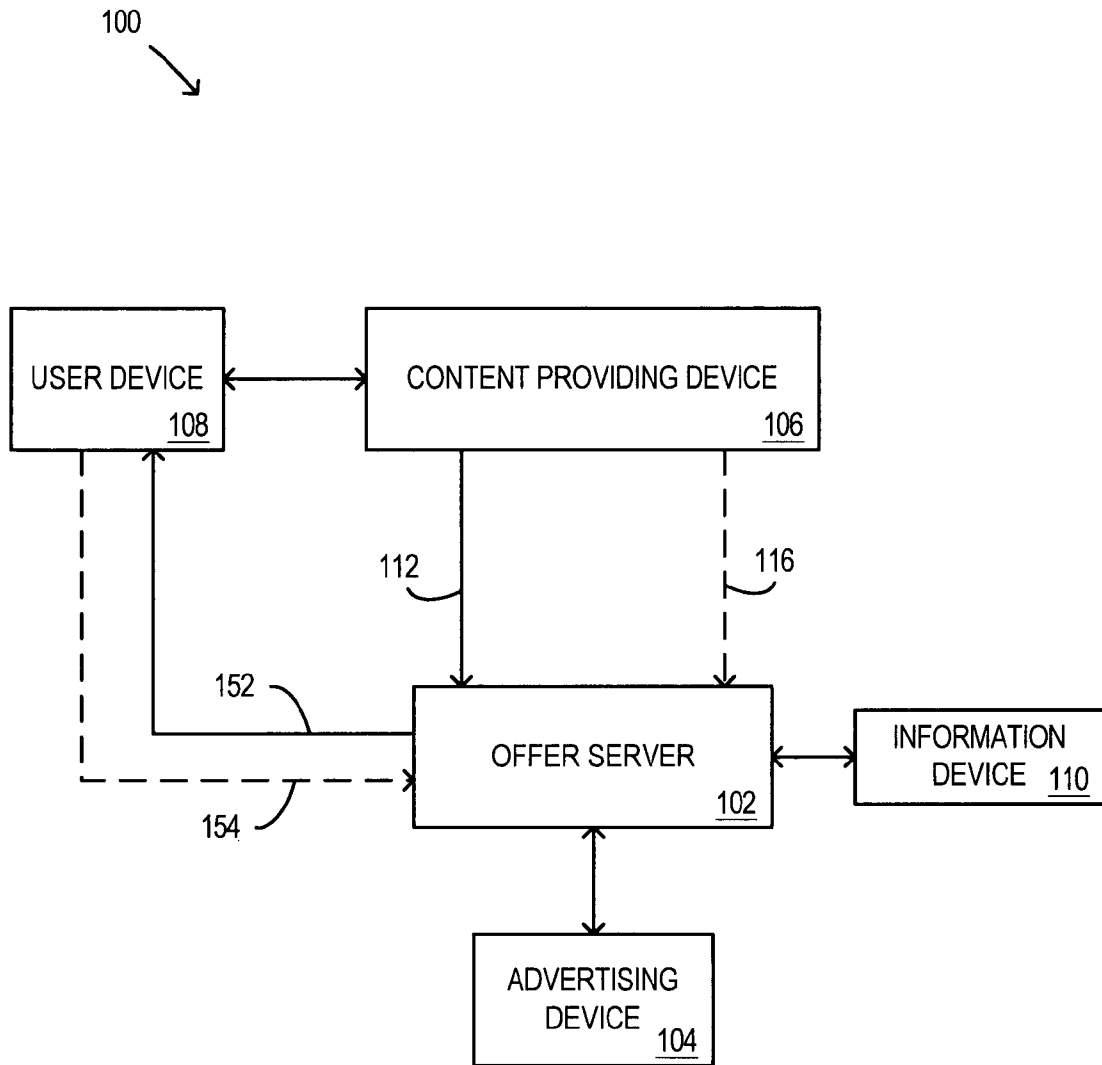 100
USER DEVICE
108
CONTENT PROVIDING DEVICE
106
112
116
152
154
OFFER SERVER
102
INFORMATION
DEVICE
110
ADVERTISING
DEVICE
104